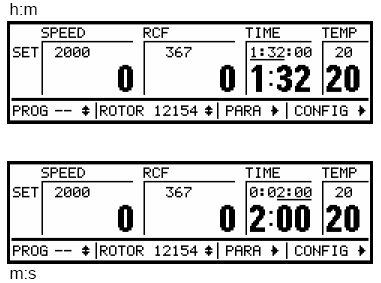 h:m
SPEED RCF TIME TEMP
SET 2000 367 1:32:00 20
0 0 1:32 20
PROG -- ♦ ROTOR 12154 ♦ PARA ▶ CONFIG ▶
SPEED RCF TIME TEMP
SET 2000 367 0:02:00 20
0 0 2:00 20
PROG -- ♦ ROTOR 12154 ♦ PARA ▶ CONFIG ▶
m:s